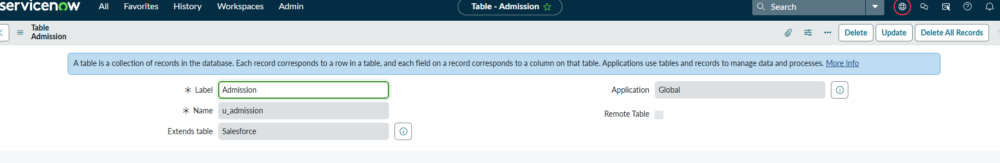 servicenow All Favorites History Workspaces Admin Table - Admission Search
Table
Admission
Delete Update Delete All Records
A table is a collection of records in the database. Each record corresponds to a row in a table, and each field on a record corresponds to a column on that table. Applications use tables and records to manage data and processes. More Info
Label Admission Application Global
Name u_admission
Remote Table
Extends table Salesforce